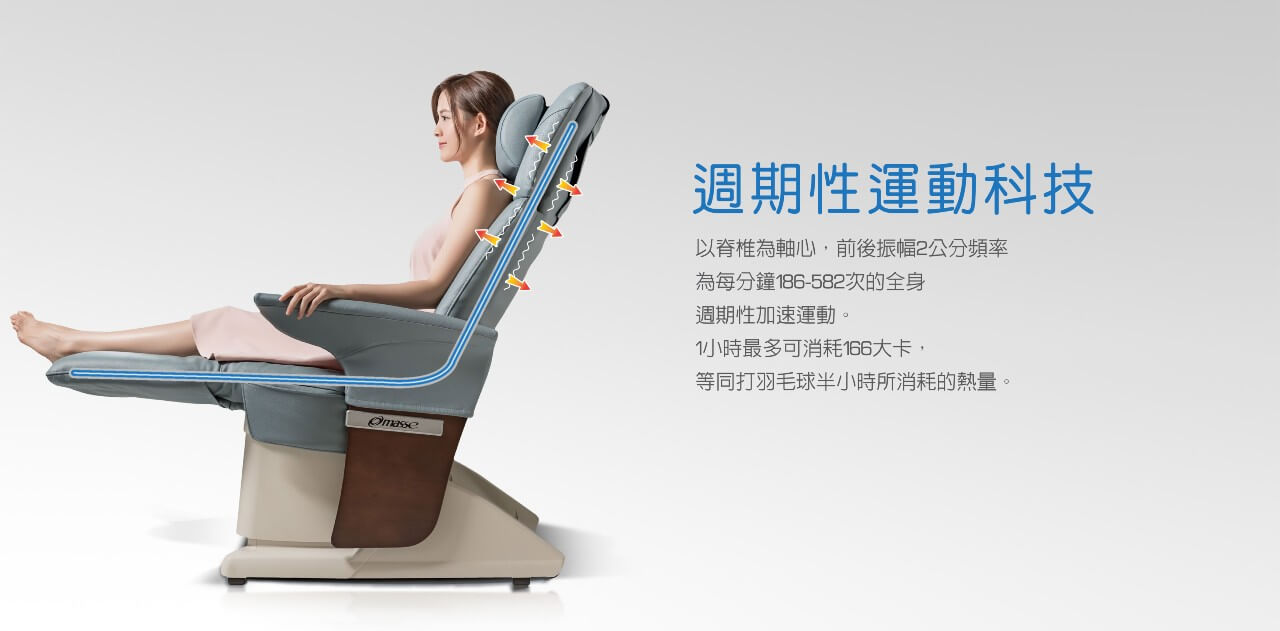 週期性運動科技
以脊椎為軸心，前後振幅2公分頻率
為每分鐘186-582次的全身
週期性加速運動。
1小時最多可消耗166大卡，
等同打羽毛球半小時所消耗的熱量。
emasse